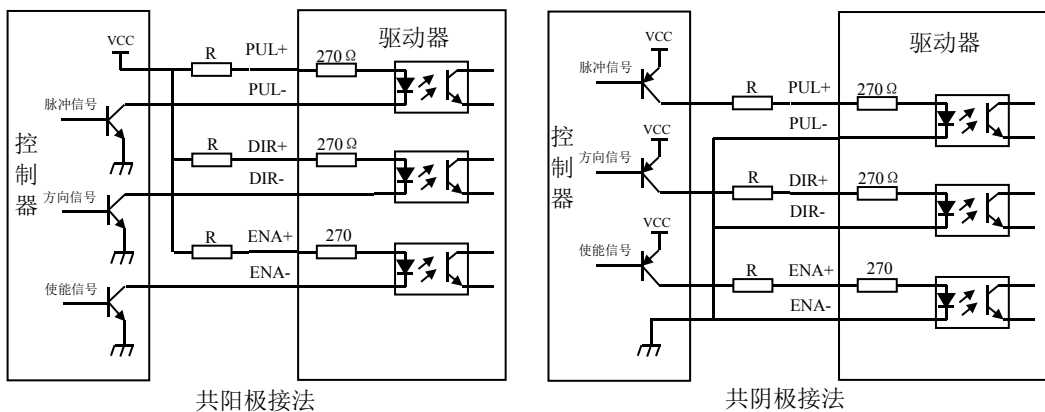 控制器
驱动器
VCC
R
PUL+
270Ω
PUL-
脉冲信号
R
DIR+
270Ω
DIR-
方向信号
R
ENA+
270
ENA-
使能信号
共阳极接法
控制器
驱动器
VCC
脉冲信号
R
PUL+
270Ω
PUL-
VCC
方向信号
R
DIR+
270Ω
DIR-
VCC
使能信号
R
ENA+
270
ENA-
共阴极接法